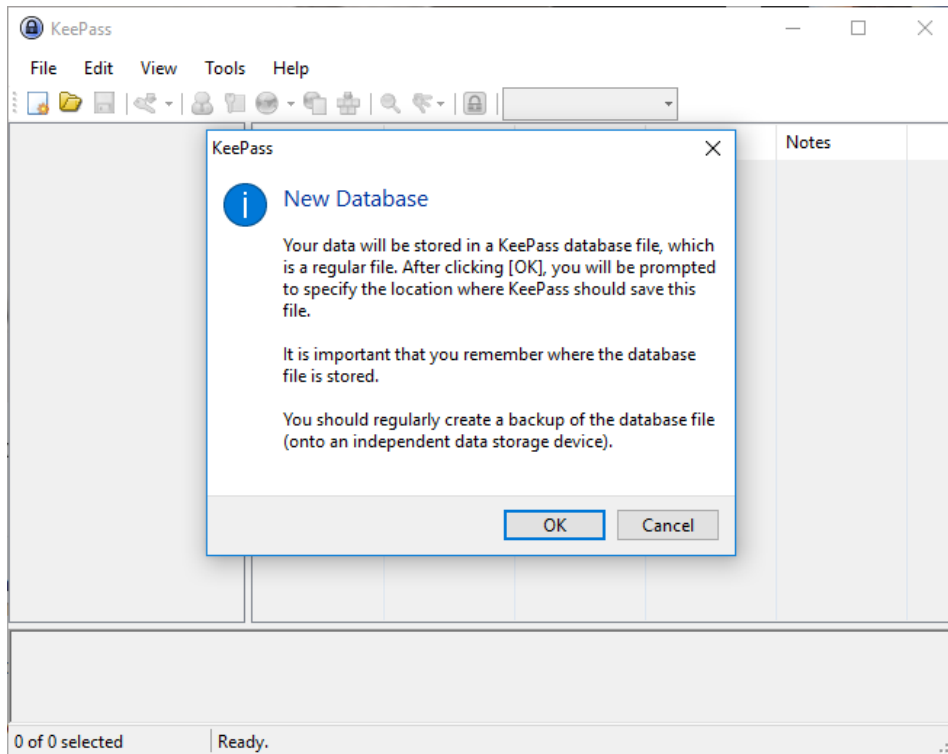 KeePass
File Edit View Tools Help
Notes
KeePass
New Database
Your data will be stored in a KeePass database file, which
is a regular file. After clicking [OK], you will be prompted
to specify the location where KeePass should save this
file.
It is important that you remember where the database
file is stored.
You should regularly create a backup of the database file
(onto an independent data storage device).
OK Cancel
0 of 0 selected Ready.